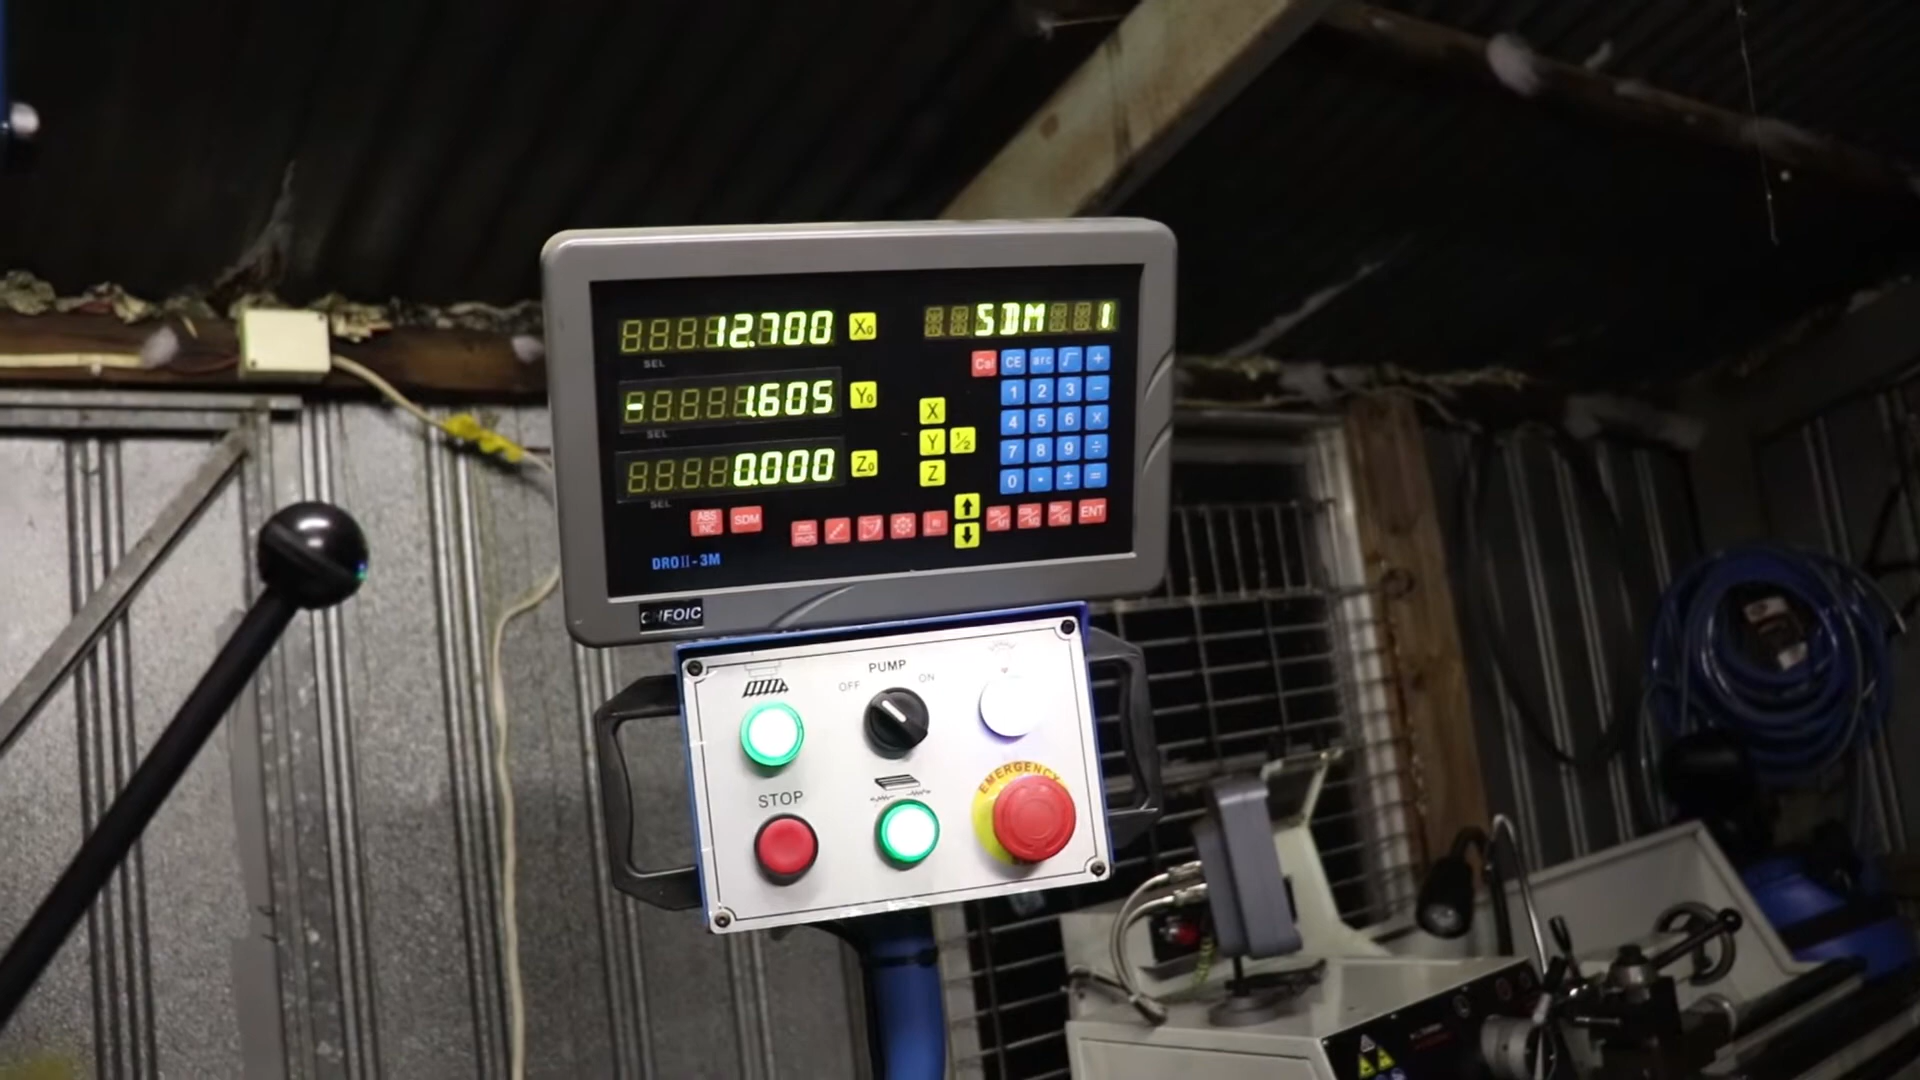 12.700 X₀ SDM 1
SEL
-1.605 Y₀
SEL
0.000 Z₀
SEL
Cal CE arc √ +
1 2 3 -
4 5 6 x
7 8 9 ÷
0 . ± =
X
Y ½
Z
ABS
INC
SDM
ENT
DROII-3M
CHFOIC
PUMP
OFF ON
STOP
EMERGENCY